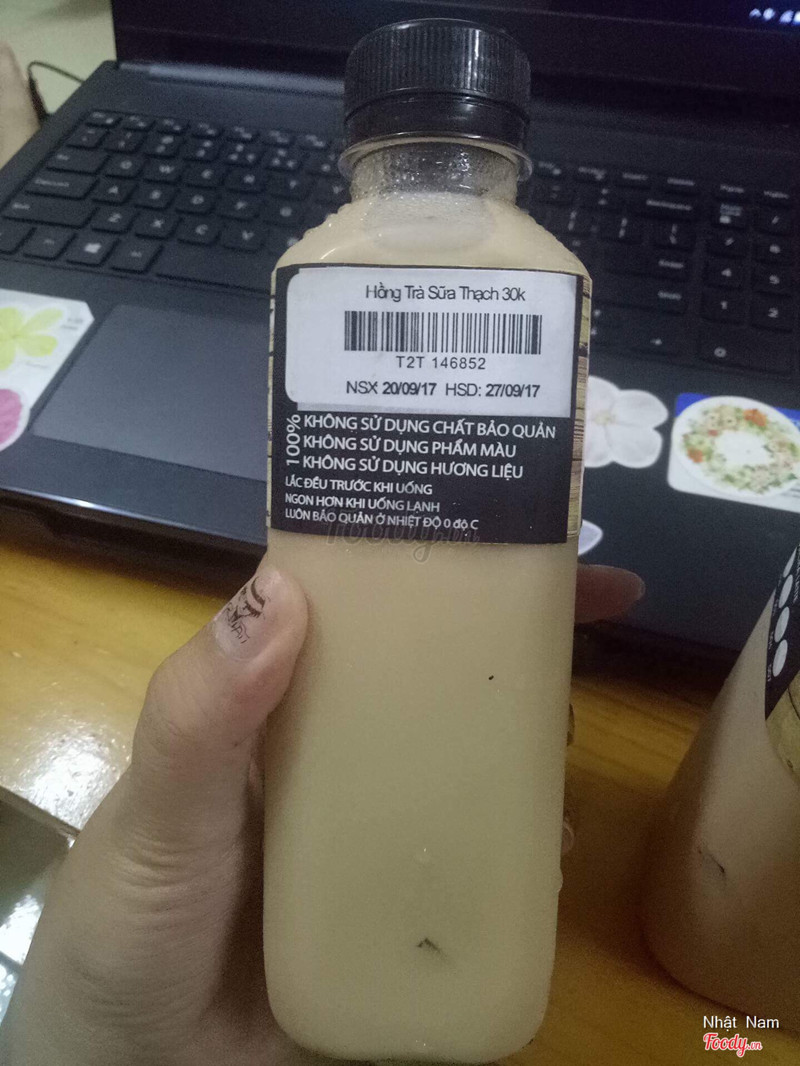 Hồng Trà Sữa Thạch 30k
T2T 146852
NSX 20/09/17 HSD: 27/09/17
100%
KHÔNG SỬ DỤNG CHẤT BẢO QUẢN
KHÔNG SỬ DỤNG PHẨM MÀU
KHÔNG SỬ DỤNG HƯƠNG LIỆU
LẮC ĐỀU TRƯỚC KHI UỐNG
NGON HƠN KHI UỐNG LẠNH
LUÔN BẢO QUẢN Ở NHIỆT ĐỘ 0 độ C
Foody.vn
Nhật Nam
Foody.vn